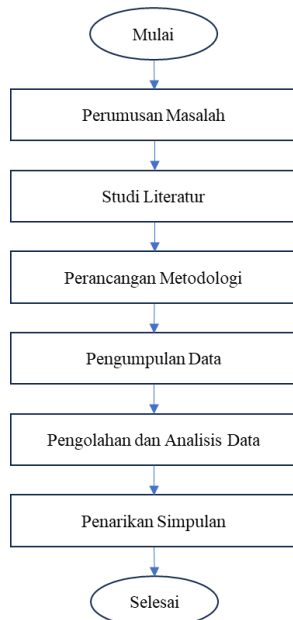 Mulai
Perumusan Masalah
Studi Literatur
Perancangan Metodologi
Pengumpulan Data
Pengolahan dan Analisis Data
Penarikan Simpulan
Selesai